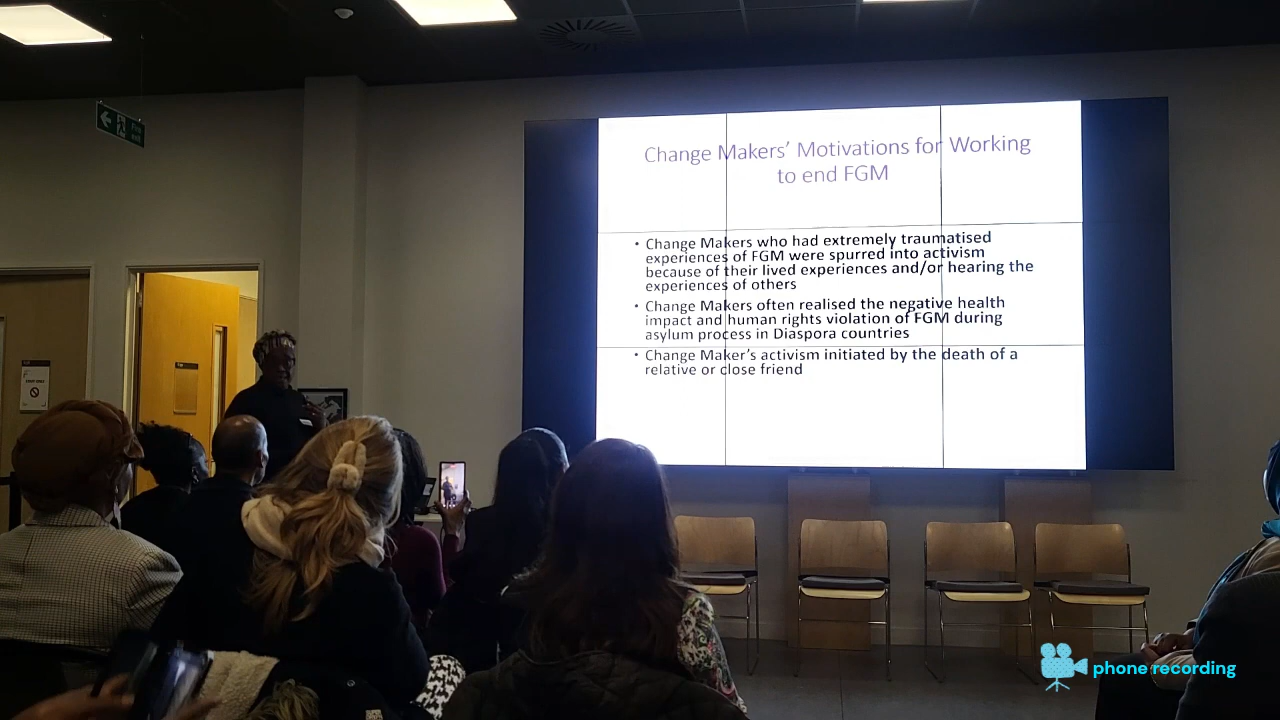 Change Makers' Motivations for Working
to end FGM
• Change Makers who had extremely traumatised
experiences of FGM were spurred into activism
because of their lived experiences and/or hearing the
experiences of others
• Change Makers often realised the negative health
impact and human rights violation of FGM during
asylum process in Diaspora countries
• Change Maker's activism initiated by the death of a
relative or close friend
phone recording